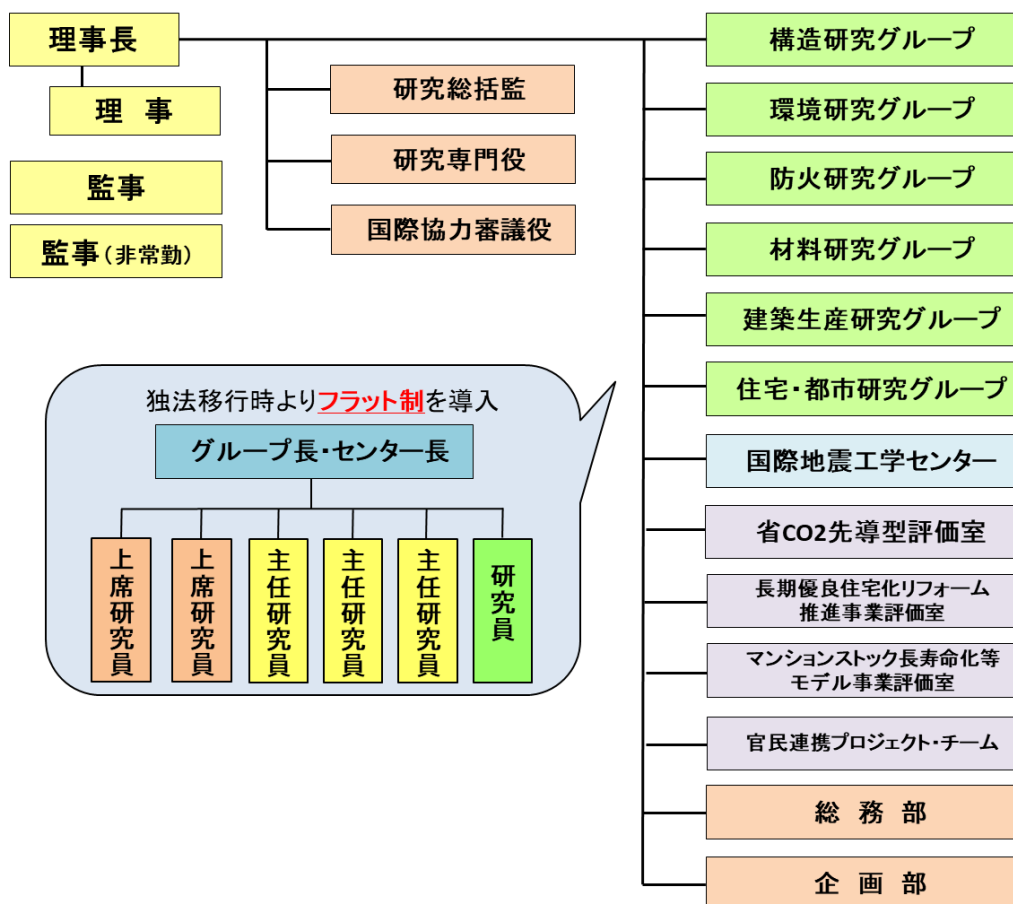 理事長
理　事
監事
監事（非常勤）
研究総括監
研究専門役
国際協力審議役
構造研究グループ
環境研究グループ
防火研究グループ
材料研究グループ
建築生産研究グループ
住宅・都市研究グループ
国際地震工学センター
省CO2先導型評価室
長期優良住宅化リフォーム
推進事業評価室
マンションストック長寿命化等
モデル事業評価室
官民連携プロジェクト・チーム
総　務　部
企　画　部
独法移行時よりフラット制を導入
グループ長・センター長
上席研究員
上席研究員
主任研究員
主任研究員
主任研究員
研究員